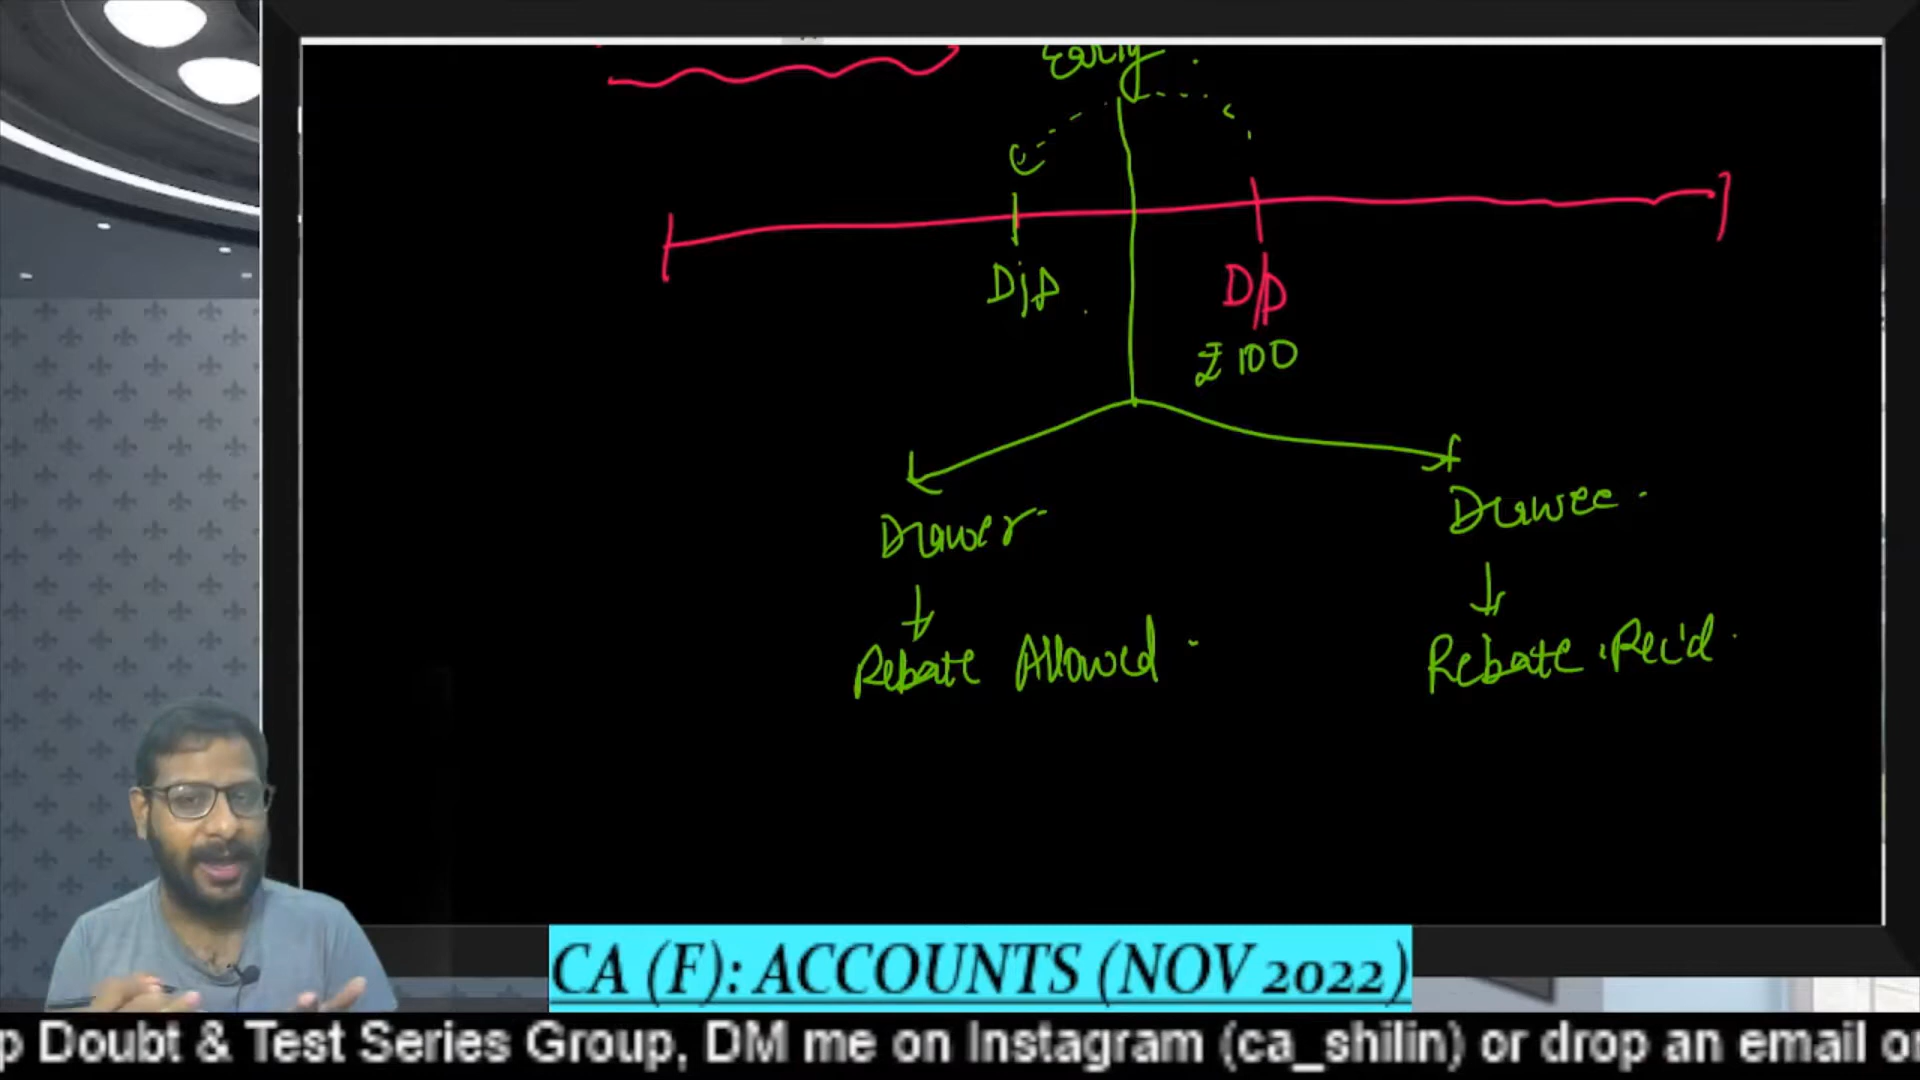 Early
D/D
D/D
₹100
Drawer
Drawee
Rebate Allowed
Rebate Rec'd
CA (F): ACCOUNTS (NOV 2022)
p Doubt & Test Series Group, DM me on Instagram (ca_shilin) or drop an email on